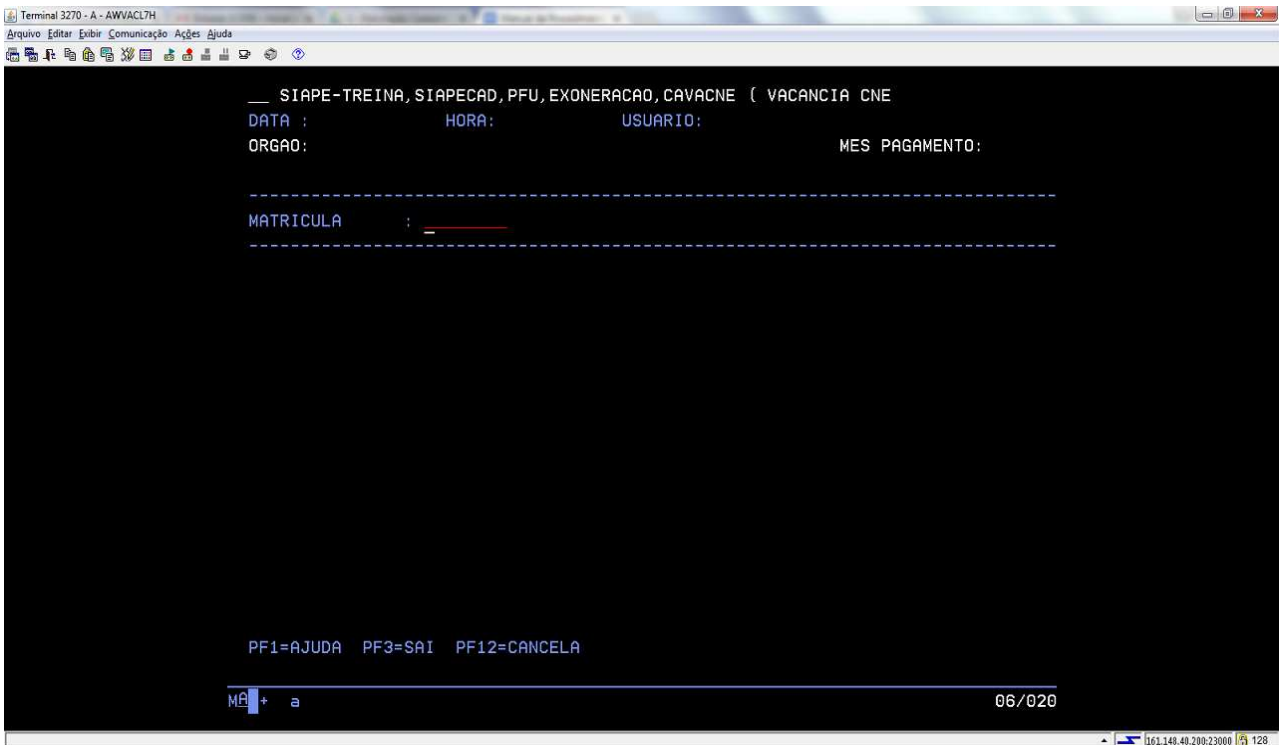 Terminal 3270 - A - AWVACL7H
Arquivo Editar Exibir Comunicação Ações Ajuda
__ SIAPE-TREINA,SIAPECAD,PFU,EXONERACAO,CAVACNE ( VACANCIA CNE
DATA : HORA: USUARIO:
ORGAO: MES PAGAMENTO:
MATRICULA : ________
PF1=AJUDA PF3=SAI PF12=CANCELA
MA + a 06/020
161.148.40.200:23000 128